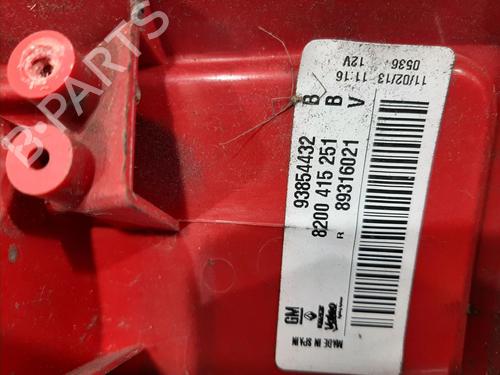 11/02/13 11:16
0536 12V
93854432 B
8200 415 251 B
R 89316021 V
GM
Valeo
MADE IN SPAIN
B-PARTS